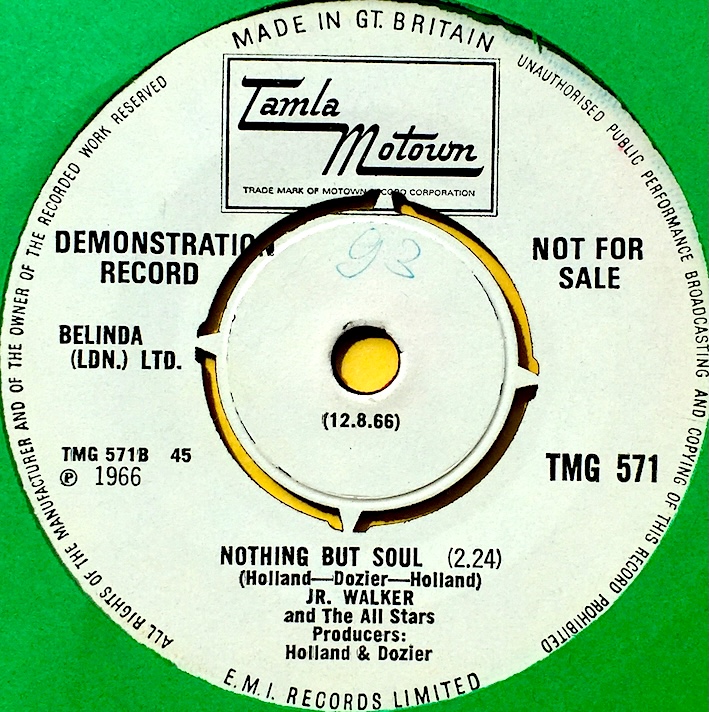 MADE IN GT. BRITAIN
UNAUTHORISED PUBLIC PERFORMANCE BROADCASTING AND COPYING OF THIS RECORD PROHIBITED
ALL RIGHTS OF THE MANUFACTURER AND OF THE OWNER OF THE RECORDED WORK RESERVED
Tamla
Motown
TRADE MARK OF MOTOWN RECORD CORPORATION
DEMONSTRATION
RECORD
NOT FOR
SALE
93
BELINDA
(LDN.) LTD.
(12.8.66)
TMG 571B 45
℗ 1966
TMG 571
NOTHING BUT SOUL (2.24)
(Holland—Dozier—Holland)
JR. WALKER
and The All Stars
Producers:
Holland & Dozier
E.M.I. RECORDS LIMITED